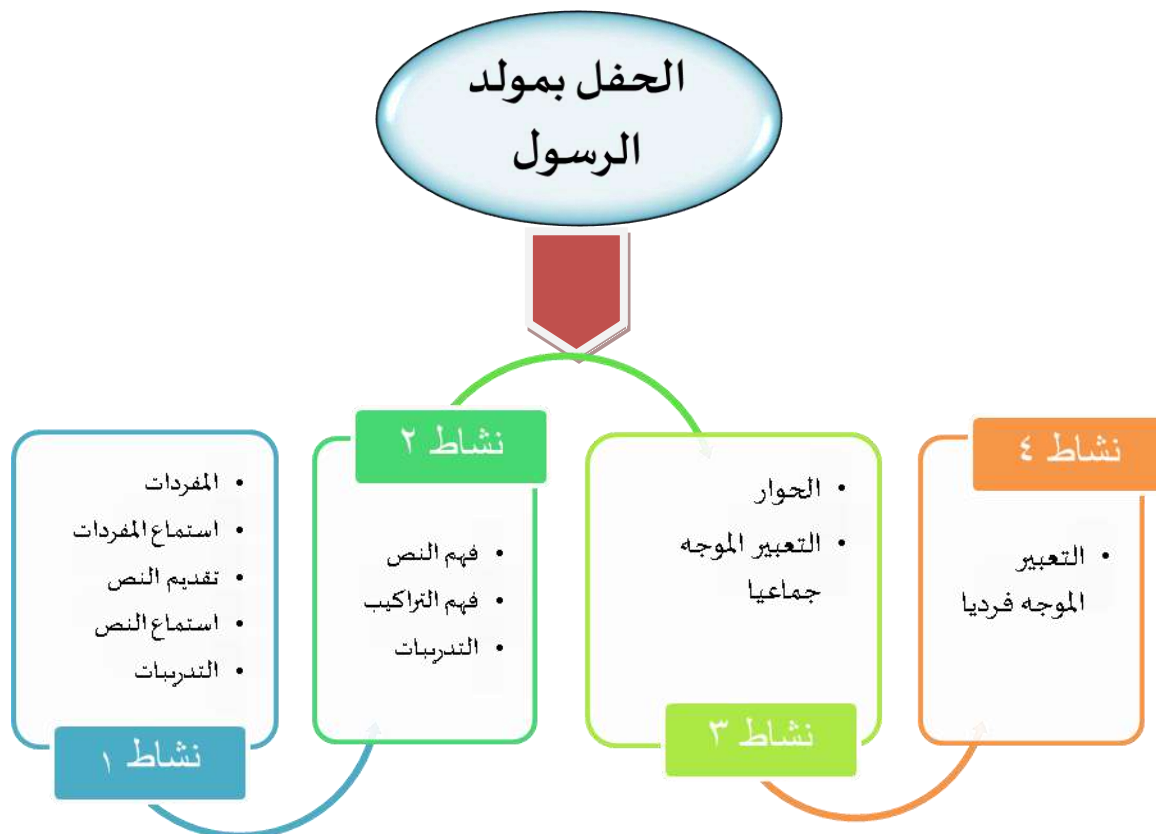 الحفل بمولد
الرسول
نشاط ١
• المفردات
• استماع المفردات
• تقديم النص
• استماع النص
• التدريبات
نشاط ٢
• فهم النص
• فهم التراكيب
• التدريبات
نشاط ٣
• الحوار
• التعبير الموجه
جماعيا
نشاط ٤
• التعبير
الموجه فرديا